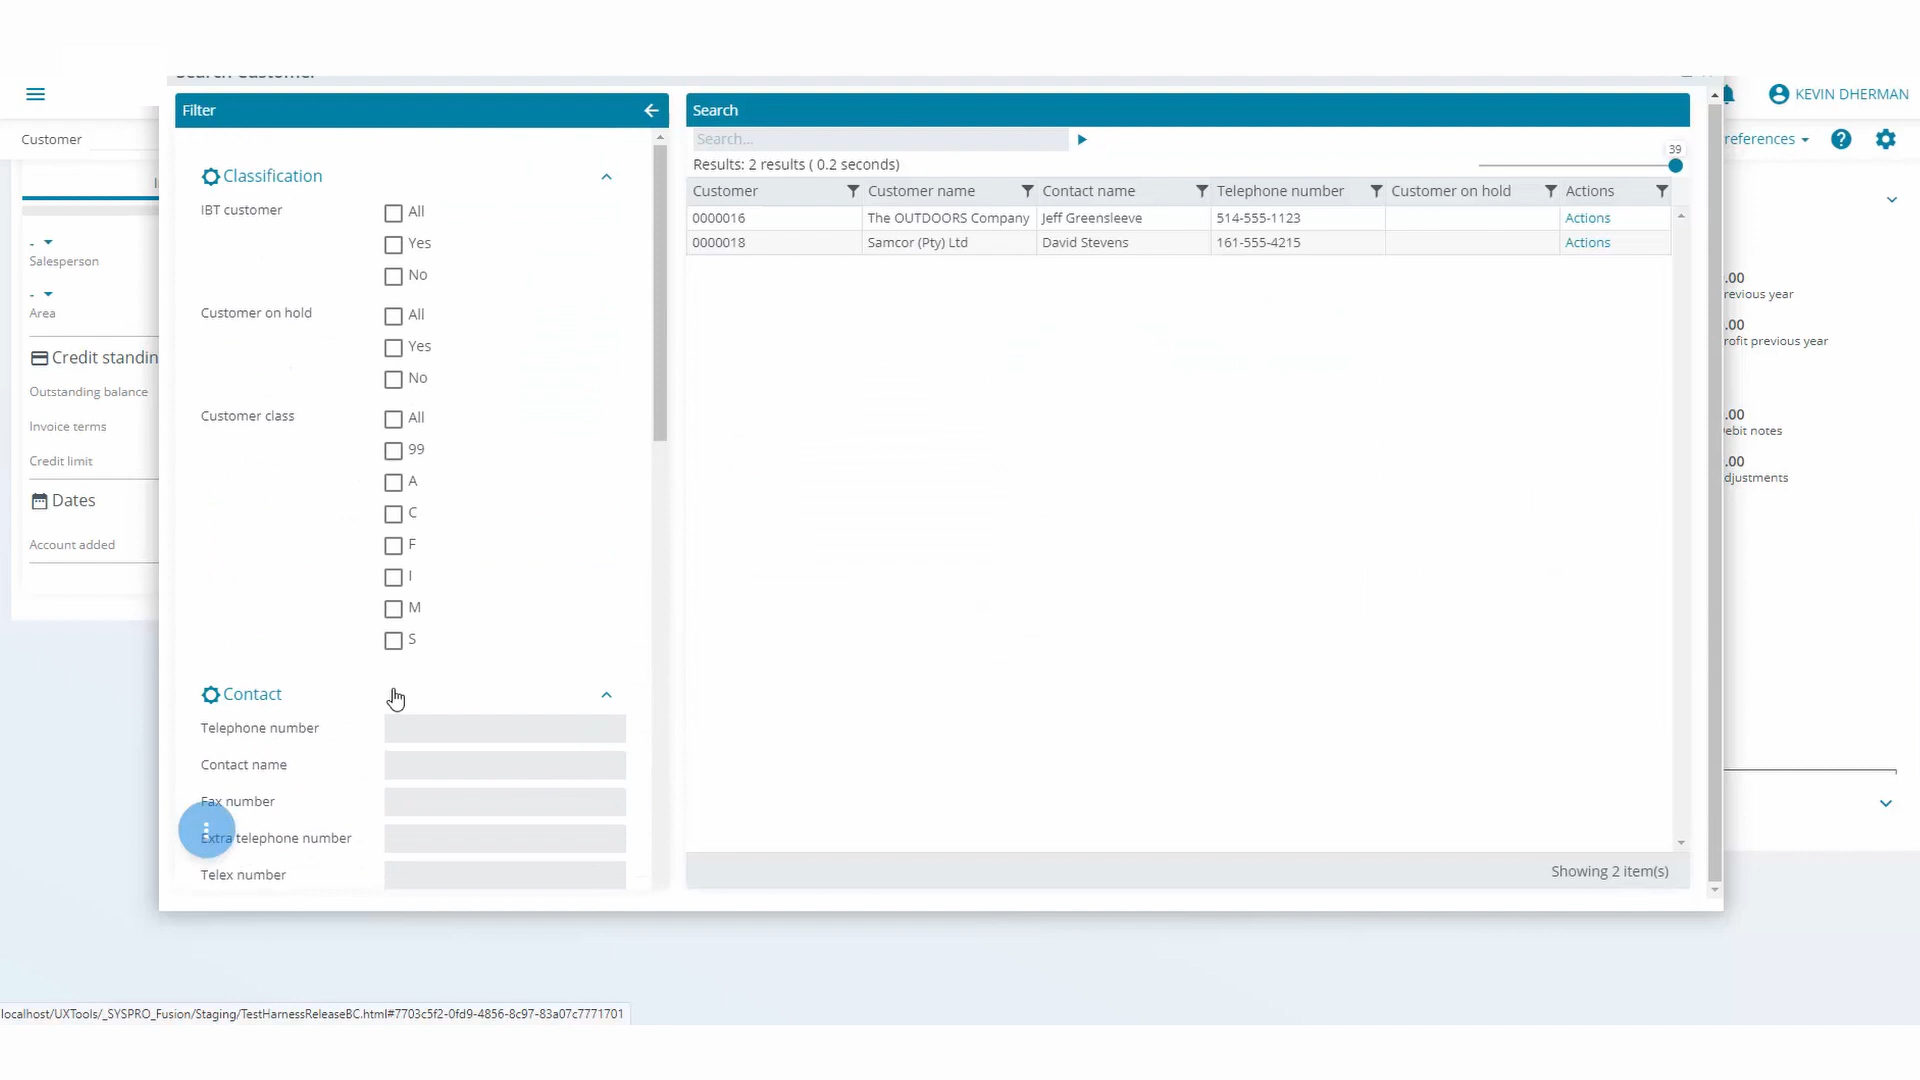 Search Customer
KEVIN DHERMAN
Customer
references
Salesperson
Area
Credit standin
Outstanding balance
Invoice terms
Credit limit
Dates
Account added
Filter
Classification
IBT customer
All
Yes
No
Customer on hold
All
Yes
No
Customer class
All
99
A
C
F
I
M
S
Contact
Telephone number
Contact name
Fax number
Extra telephone number
Telex number
Search
Search...
Results: 2 results ( 0.2 seconds)
39
Customer Customer name Contact name Telephone number Customer on hold Actions
0000016 The OUTDOORS Company Jeff Greensleeve 514-555-1123 Actions
0000018 Samcor (Pty) Ltd David Stevens 161-555-4215 Actions
Showing 2 item(s)
.00
revious year
.00
rofit previous year
.00
ebit notes
.00
djustments
localhost/UXTools/_SYSPRO_Fusion/Staging/TestHarnessReleaseBC.html#7703c5f2-0fd9-4856-8c97-83a07c7771701